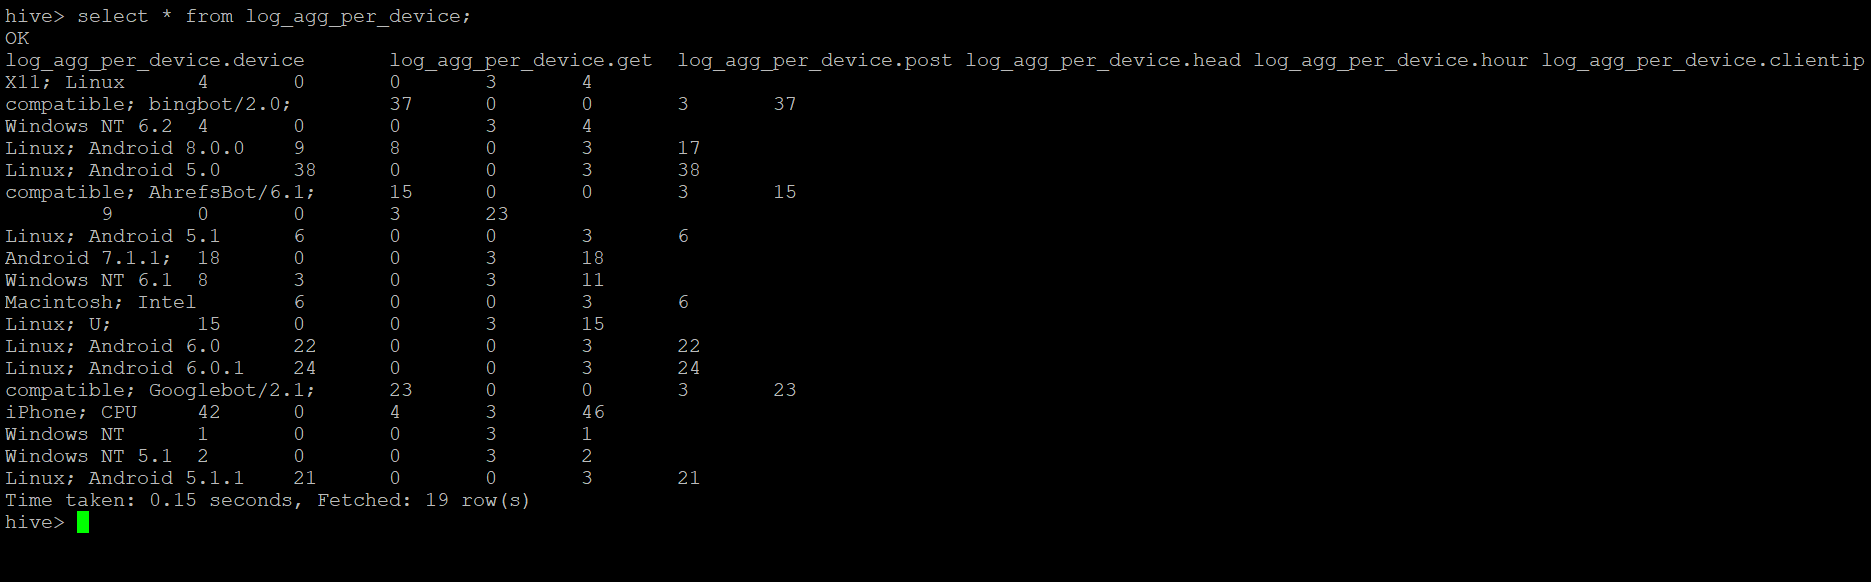 hive> select * from log_agg_per_device;
OK
log_agg_per_device.device	log_agg_per_device.get	log_agg_per_device.post	log_agg_per_device.head	log_agg_per_device.hour	log_agg_per_device.clientip
X11; Linux	4	0	0	3	4
compatible; bingbot/2.0;	37	0	0	3	37
Windows NT 6.2	4	0	0	3	4
Linux; Android 8.0.0	9	8	0	3	17
Linux; Android 5.0	38	0	0	3	38
compatible; AhrefsBot/6.1;	15	0	0	3	15
	9	0	0	3	23
Linux; Android 5.1	6	0	0	3	6
Android 7.1.1;	18	0	0	3	18
Windows NT 6.1	8	3	0	3	11
Macintosh; Intel	6	0	0	3	6
Linux; U;	15	0	0	3	15
Linux; Android 6.0	22	0	0	3	22
Linux; Android 6.0.1	24	0	0	3	24
compatible; Googlebot/2.1;	23	0	0	3	23
iPhone; CPU	42	0	4	3	46
Windows NT	1	0	0	3	1
Windows NT 5.1	2	0	0	3	2
Linux; Android 5.1.1	21	0	0	3	21
Time taken: 0.15 seconds, Fetched: 19 row(s)
hive>